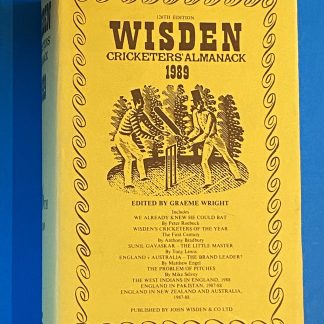 126TH EDITION
WISDEN
CRICKETERS' ALMANACK
1989
EDITED BY GRAEME WRIGHT
Includes
WE ALREADY KNEW HE COULD BAT
By Peter Roebuck
WISDEN'S CRICKETERS OF THE YEAR
The First Century
By Anthony Bradbury
SUNIL GAVASKAR - THE LITTLE MASTER
By Tony Lewis
ENGLAND v AUSTRALIA - THE BRAND LEADER?
By Matthew Engel
THE PROBLEM OF PITCHES
By Mike Selvey
THE WEST INDIANS IN ENGLAND, 1988
ENGLAND IN PAKISTAN, 1987-88
ENGLAND IN NEW ZEALAND AND AUSTRALIA,
1987-88
PUBLISHED BY JOHN WISDEN & CO LTD